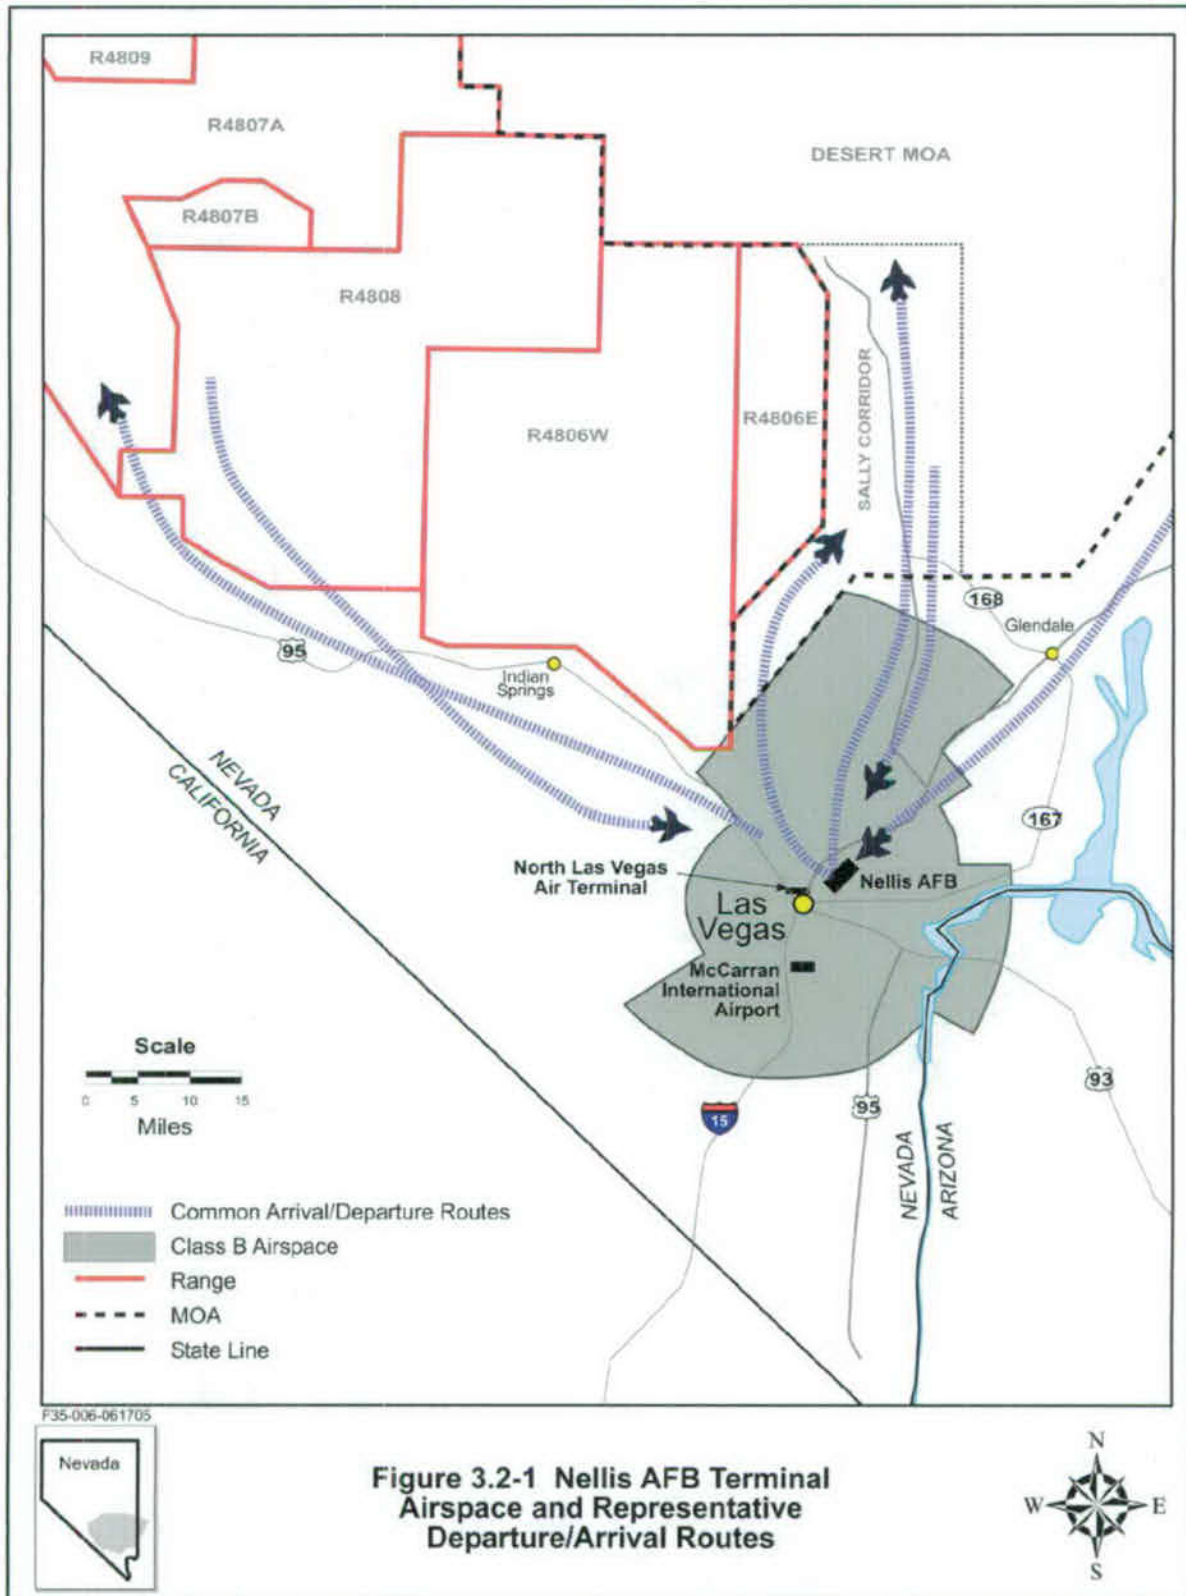 R4809
R4807A
DESERT MOA
R4807B
R4808
SALLY CORRIDOR
R4806W
R4806E
168
Glendale
95
Indian
Springs
NEVADA
CALIFORNIA
167
North Las Vegas
Air Terminal
Nellis AFB
Las
Vegas
McCarran
International
Airport
Scale
0 5 10 15
Miles
93
15
95
NEVADA
ARIZONA
Common Arrival/Departure Routes
Class B Airspace
Range
MOA
State Line
F35-006-061705
Nevada
Figure 3.2-1 Nellis AFB Terminal
Airspace and Representative
Departure/Arrival Routes
N
W E
S